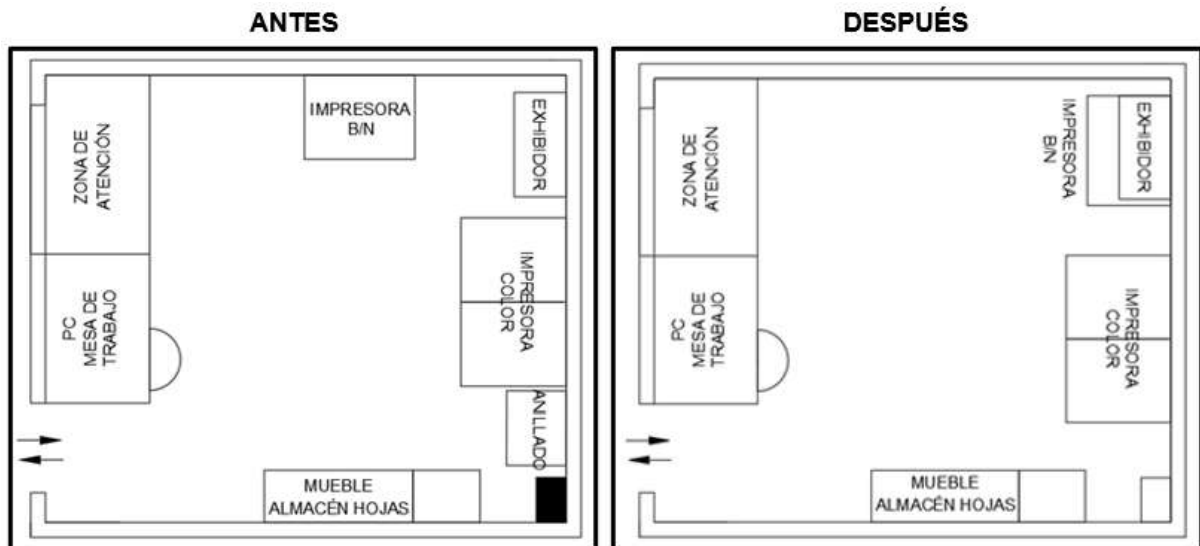 ANTES
DESPUÉS
IMPRESORA
B/N
EXHIBIDOR
ZONA DE
ATENCIÓN
IMPRESORA
COLOR
PC
MESA DE
TRABAJO
ANILLADO
MUEBLE
ALMACÉN HOJAS
IMPRESORA
B/N
EXHIBIDOR
ZONA DE
ATENCIÓN
IMPRESORA
COLOR
PC
MESA DE
TRABAJO
MUEBLE
ALMACÉN HOJAS